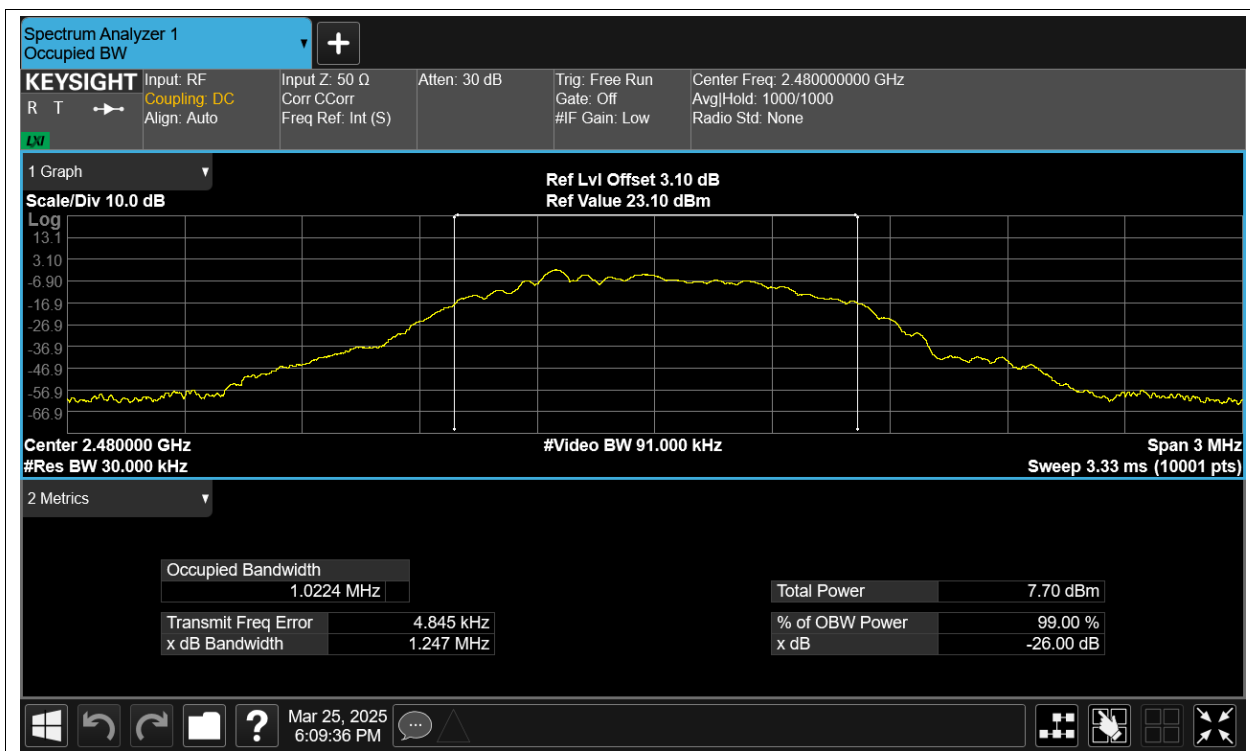 Spectrum Analyzer 1
Occupied BW
KEYSIGHT
R T
LXI
Input: RF
Coupling: DC
Align: Auto
Input Z: 50 Ω
Corr CCorr
Freq Ref: Int (S)
Atten: 30 dB
Trig: Free Run
Gate: Off
#IF Gain: Low
Center Freq: 2.480000000 GHz
Avg|Hold: 1000/1000
Radio Std: None
1 Graph
Ref Lvl Offset 3.10 dB
Scale/Div 10.0 dB
Ref Value 23.10 dBm
Log
13.1
3.10
-6.90
-16.9
-26.9
-36.9
-46.9
-56.9
-66.9
Center 2.480000 GHz
#Video BW 91.000 kHz
Span 3 MHz
#Res BW 30.000 kHz
Sweep 3.33 ms (10001 pts)
2 Metrics
Occupied Bandwidth
1.0224 MHz
Total Power 7.70 dBm
Transmit Freq Error 4.845 kHz
% of OBW Power 99.00 %
x dB Bandwidth 1.247 MHz
x dB -26.00 dB
?
Mar 25, 2025
6:09:36 PM